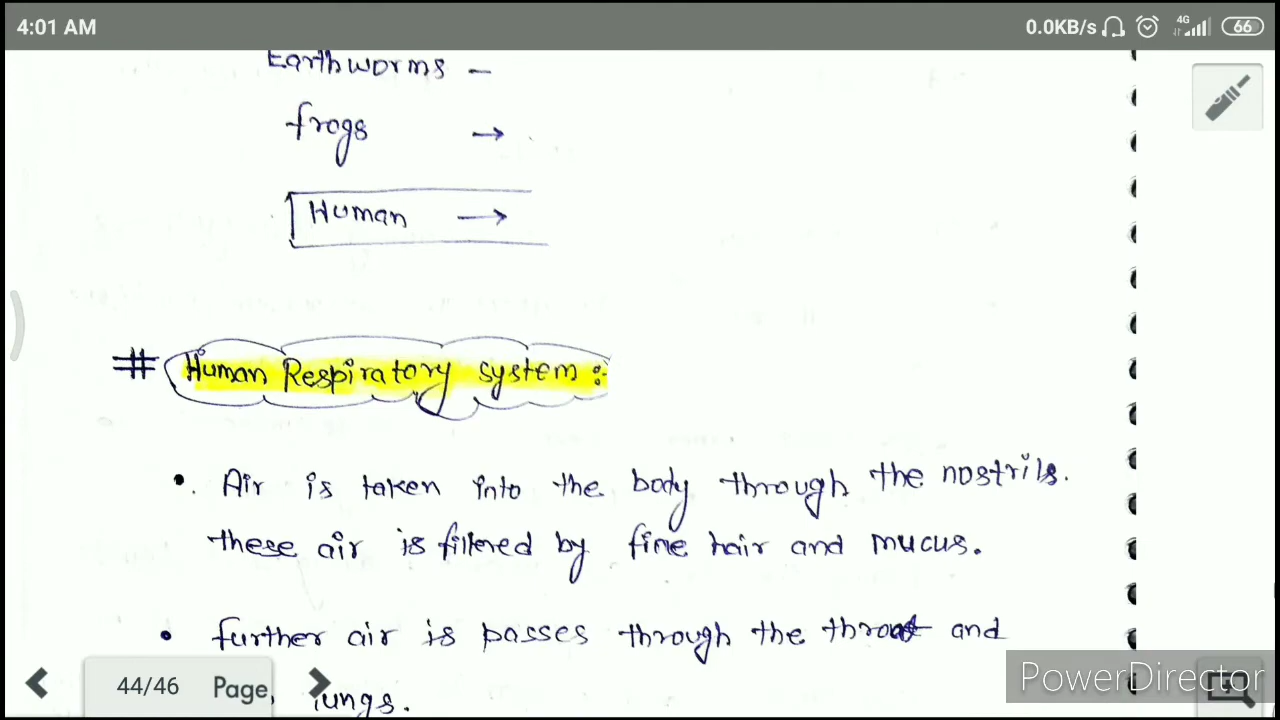 4:01 AM 0.0KB/s 4G 66
Earthworms –
frogs →
Human →
# Human Respiratory system :-
• Air is taken into the body through the nostrils.
these air is filtered by fine hair and mucus.
• further air is passes through the throat and
lungs.
44/46 Page
PowerDirector